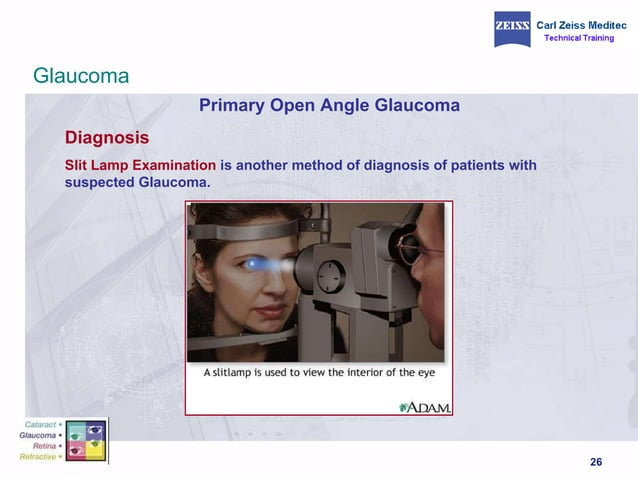 ZEISS
Carl Zeiss Meditec
Technical Training
Glaucoma
Primary Open Angle Glaucoma
Diagnosis
Slit Lamp Examination is another method of diagnosis of patients with
suspected Glaucoma.
A slitlamp is used to view the interior of the eye
ADAM.
Cataract •
Glaucoma •
Retina •
Refractive •
26